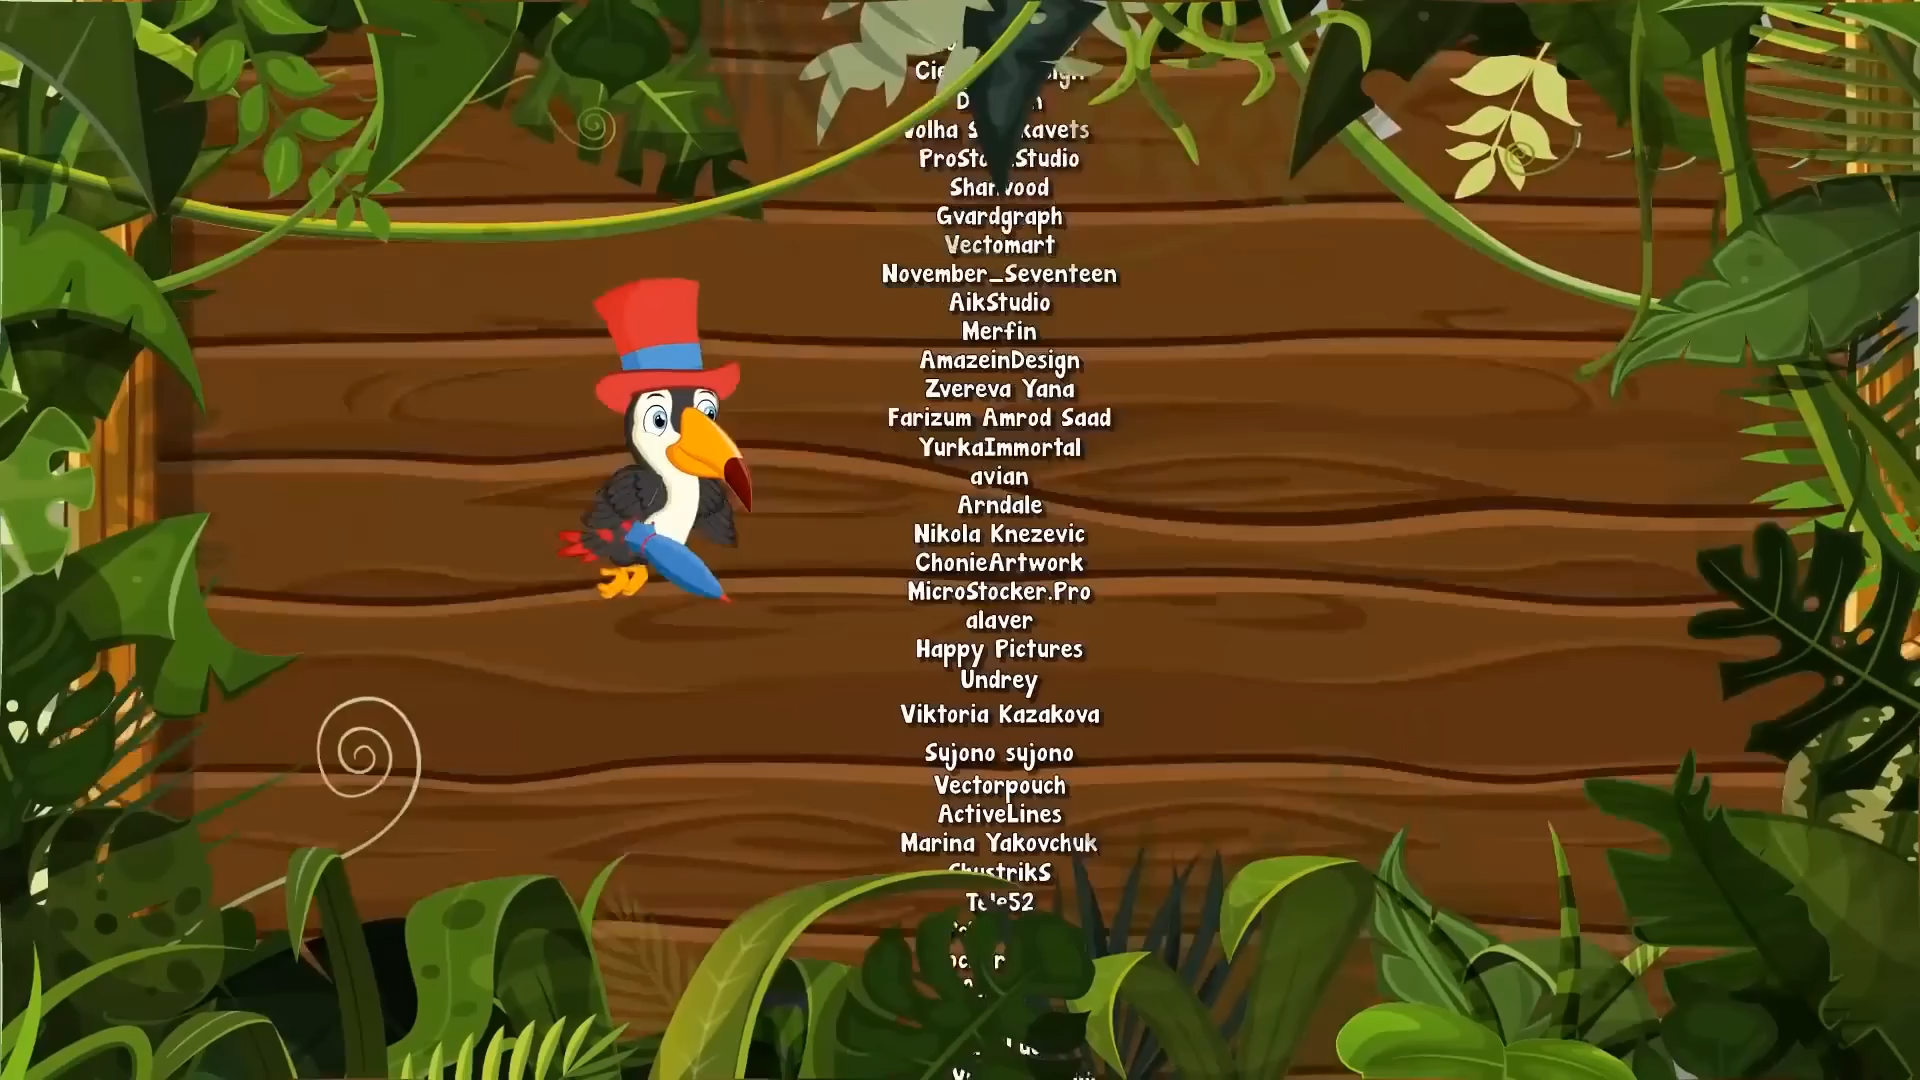 ProSto Studio
Gvardgraph
Vectomart
November_Seventeen
AikStudio
Merfin
AmazeinDesign
Zvereva Yana
Farizum Amrod Saad
YurkaImmortal
avian
Arndale
Nikola Knezevic
ChonieArtwork
MicroStocker.Pro
alaver
Happy Pictures
Undrey
Viktoria Kazakova
Sujono sujono
Vectorpouch
ActiveLines
Marina Yakovchuk